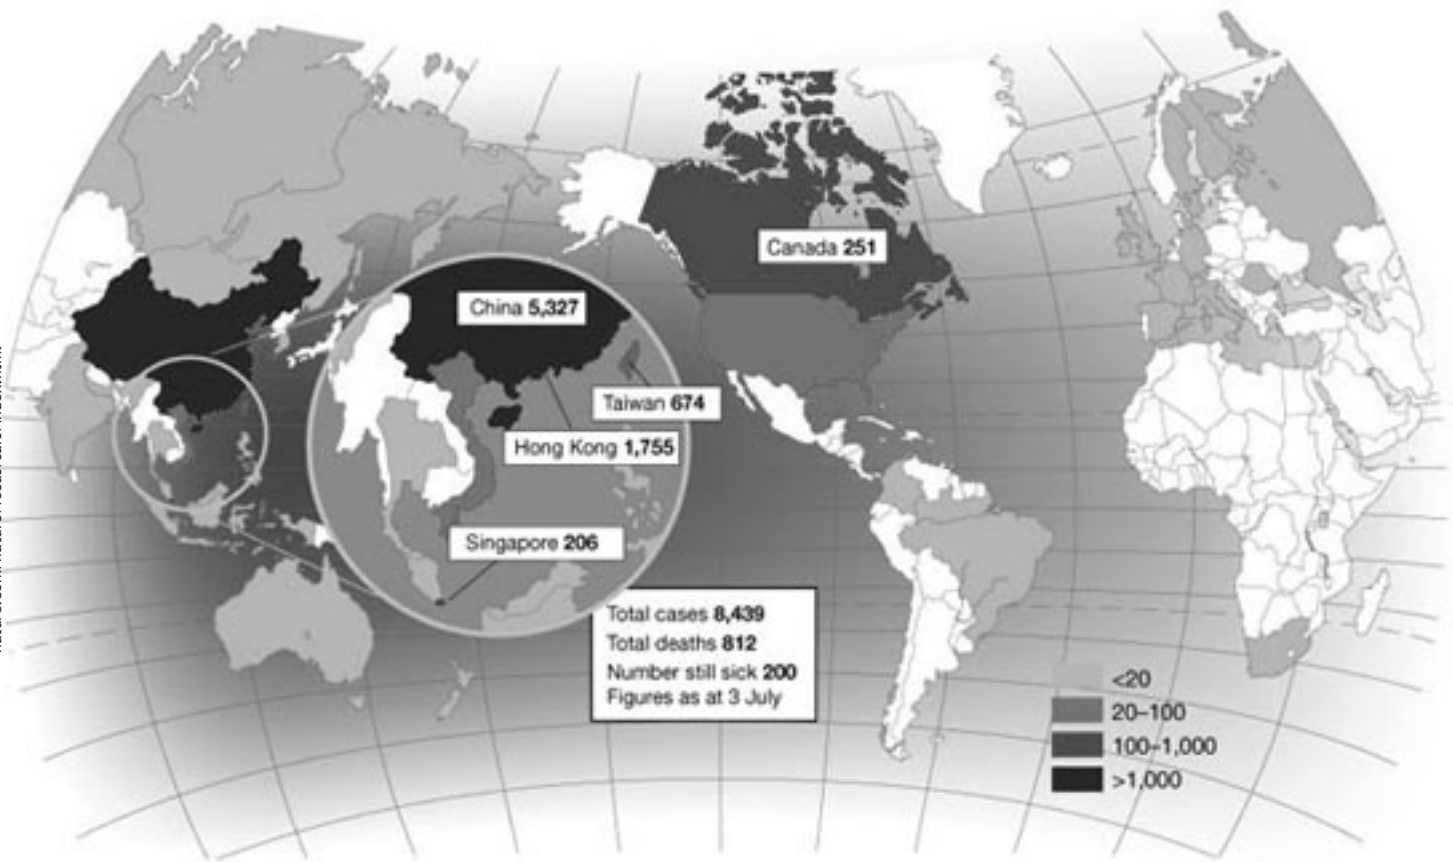 Canada 251
China 5,327
Taiwan 674
Hong Kong 1,755
Singapore 206
Total cases 8,439
Total deaths 812
Number still sick 200
Figures as at 3 July
<20
20–100
100–1,000
>1,000